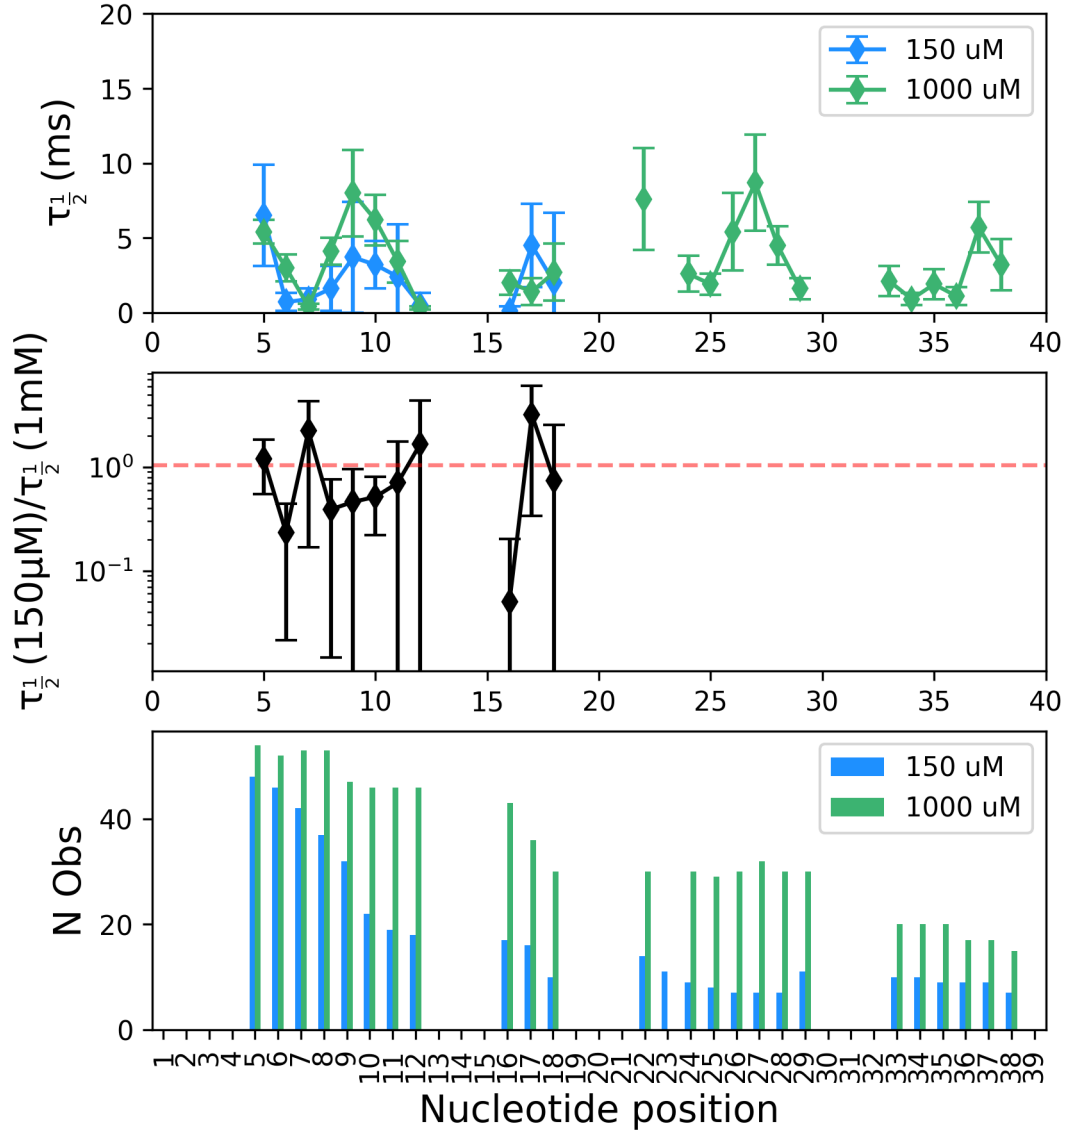 20
15
10
5
0
τ 1/2 (ms)
150 uM
1000 uM
0 5 10 15 20 25 30 35 40
10⁰
10⁻¹
τ 1/2 (150μM)/τ 1/2 (1mM)
0 5 10 15 20 25 30 35 40
40
20
0
N Obs
150 uM
1000 uM
1 2 3 4 5 6 7 8 9 10 11 12 13 14 15 16 17 18 19 20 21 22 23 24 25 26 27 28 29 30 31 32 33 34 35 36 37 38 39
Nucleotide position